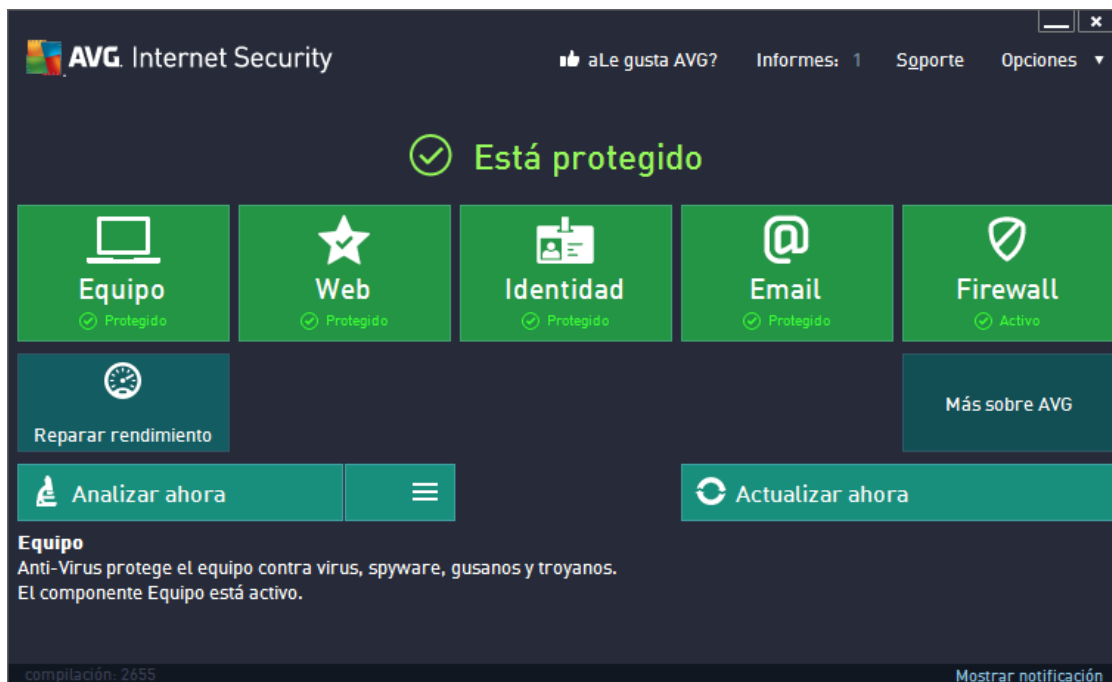 AVG. Internet Security
aLe gusta AVG?
Informes: 1
Soporte
Opciones
Está protegido
Equipo
Protegido
Web
Protegido
Identidad
Protegido
Email
Protegido
Firewall
Activo
Reparar rendimiento
Más sobre AVG
Analizar ahora
Actualizar ahora
Equipo
Anti-Virus protege el equipo contra virus, spyware, gusanos y troyanos.
El componente Equipo está activo.
compilación: 2655
Mostrar notificación